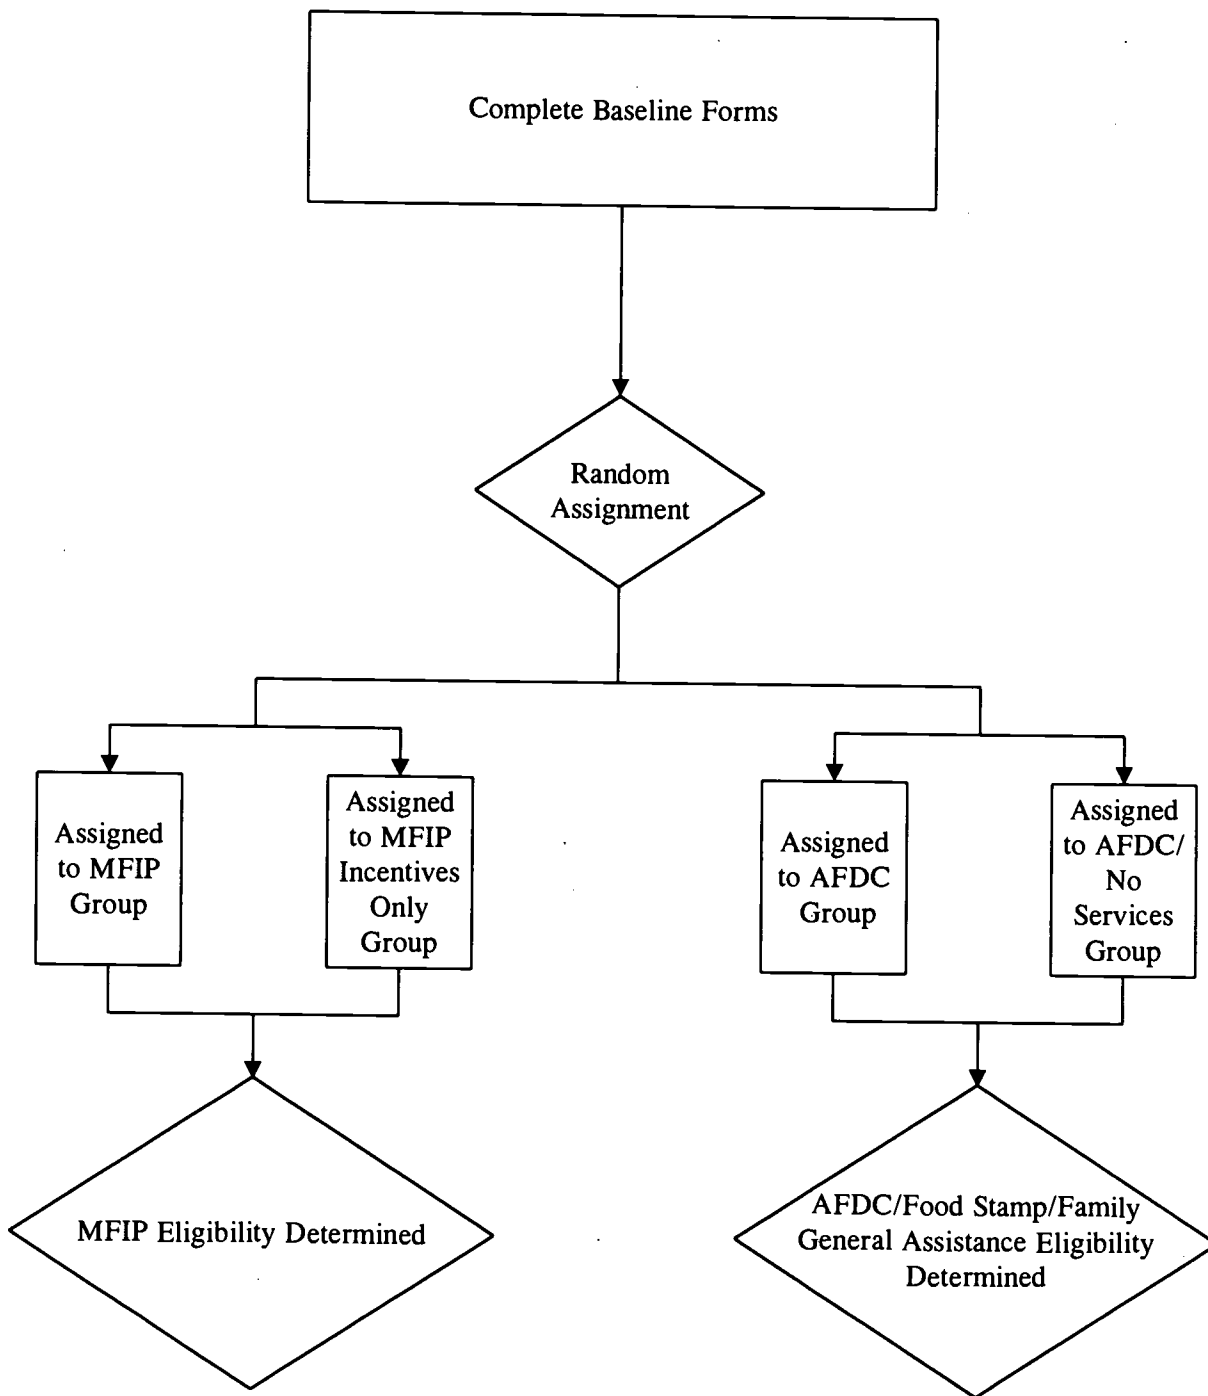 Complete Baseline Forms
Random
Assignment
Assigned
to MFIP
Group
Assigned
to MFIP
Incentives
Only
Group
Assigned
to AFDC
Group
Assigned
to AFDC/
No
Services
Group
MFIP Eligibility Determined
AFDC/Food Stamp/Family
General Assistance Eligibility
Determined